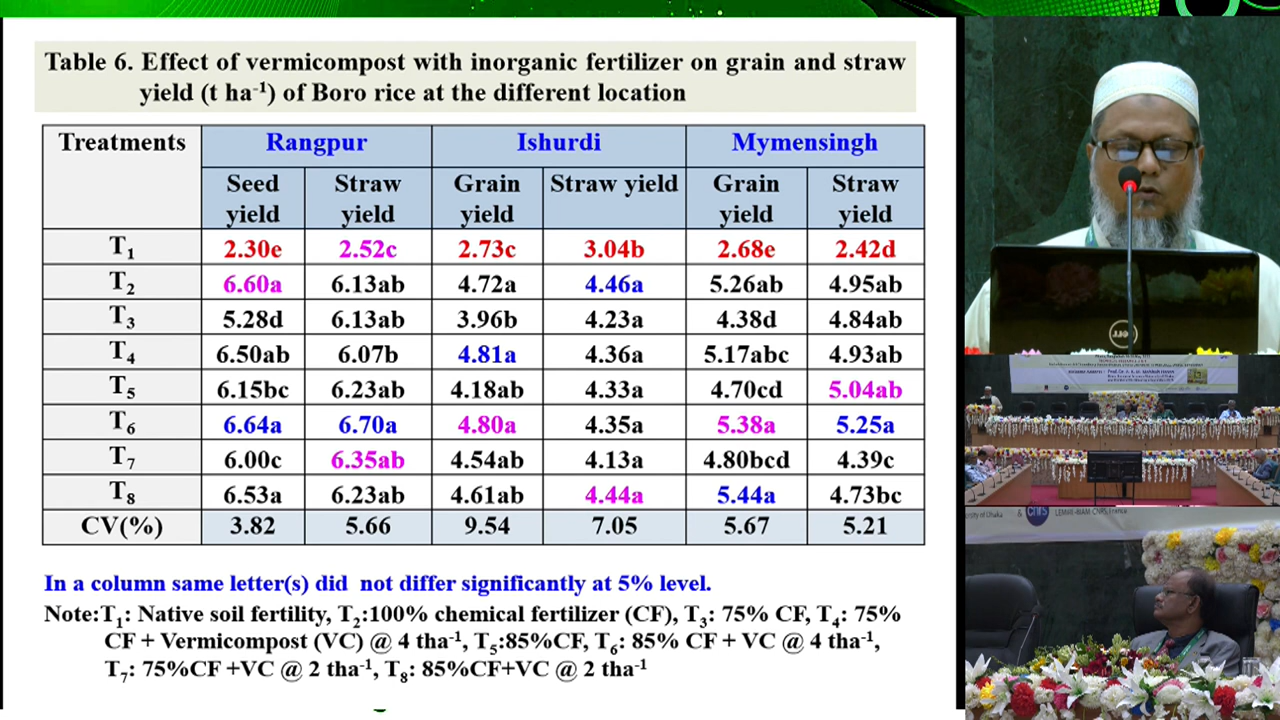 Table 6. Effect of vermicompost with inorganic fertilizer on grain and straw
yield (t ha⁻¹) of Boro rice at the different location
Treatments Rangpur Ishurdi Mymensingh
Seed yield Straw yield Grain yield Straw yield Grain yield Straw yield
T₁ 2.30e 2.52c 2.73c 3.04b 2.68e 2.42d
T₂ 6.60a 6.13ab 4.72a 4.46a 5.26ab 4.95ab
T₃ 5.28d 6.13ab 3.96b 4.23a 4.38d 4.84ab
T₄ 6.50ab 6.07b 4.81a 4.36a 5.17abc 4.93ab
T₅ 6.15bc 6.23ab 4.18ab 4.33a 4.70cd 5.04ab
T₆ 6.64a 6.70a 4.80a 4.35a 5.38a 5.25a
T₇ 6.00c 6.35ab 4.54ab 4.13a 4.80bcd 4.39c
T₈ 6.53a 6.23ab 4.61ab 4.44a 5.44a 4.73bc
CV(%) 3.82 5.66 9.54 7.05 5.67 5.21
In a column same letter(s) did not differ significantly at 5% level.
Note:T₁: Native soil fertility, T₂:100% chemical fertilizer (CF), T₃: 75% CF, T₄: 75%
CF + Vermicompost (VC) @ 4 tha⁻¹, T₅:85%CF, T₆: 85% CF + VC @ 4 tha⁻¹,
T₇: 75%CF +VC @ 2 tha⁻¹, T₈: 85%CF+VC @ 2 tha⁻¹
of Dhaka & CNRS France